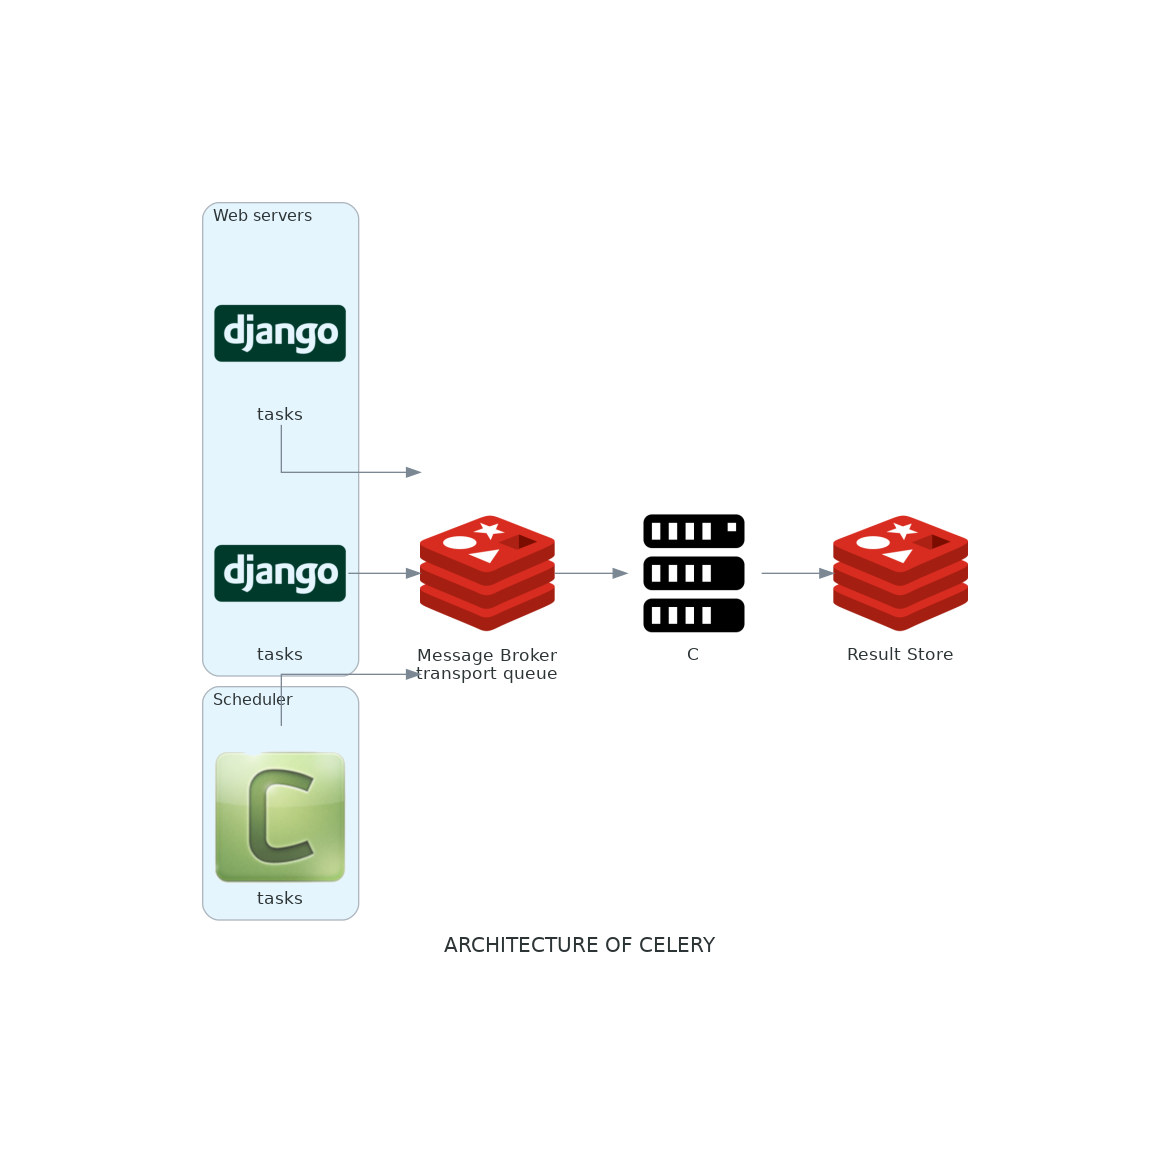 Web servers
django
tasks
django
tasks
Message Broker
transport queue
C
Result Store
Scheduler
C
tasks
ARCHITECTURE OF CELERY